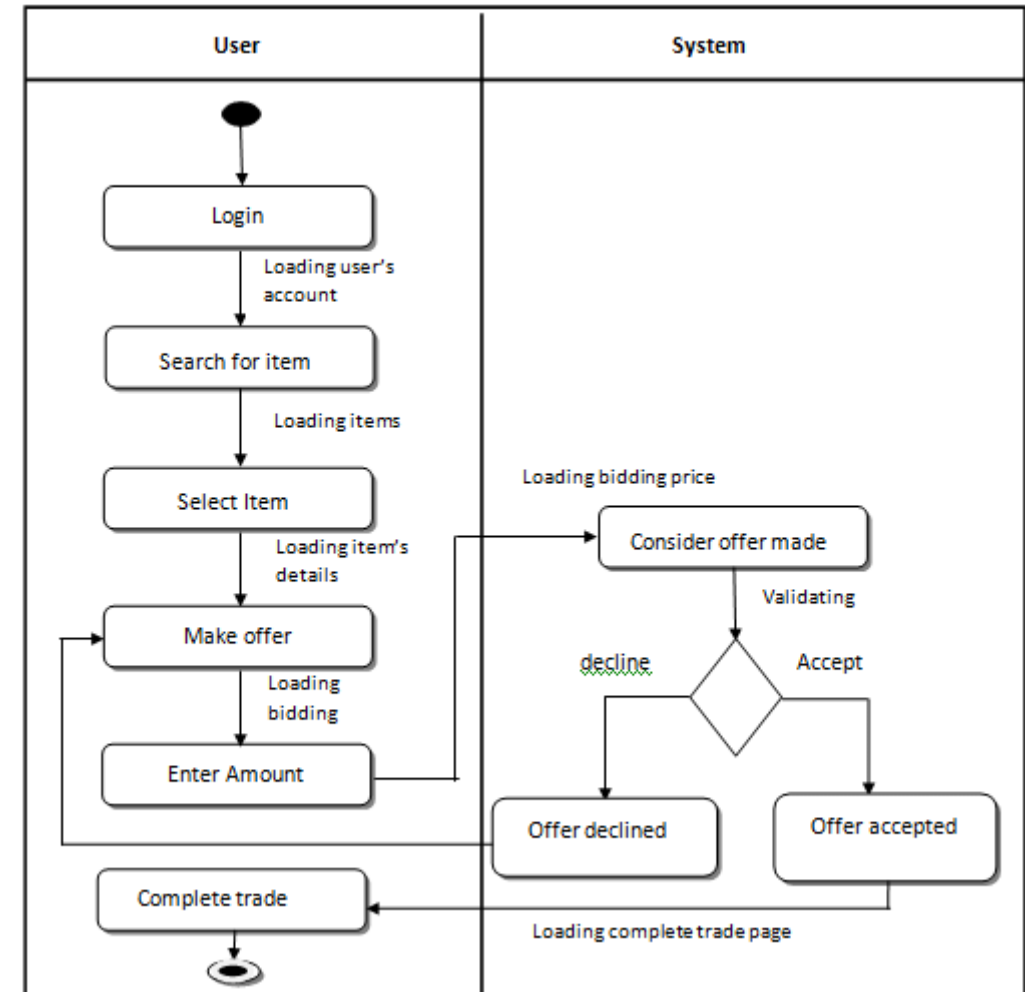 User
System
Login
Loading user's
account
Search for item
Loading items
Select Item
Loading item's
details
Make offer
Loading
bidding
Enter Amount
Loading bidding price
Consider offer made
Validating
decline
Accept
Offer declined
Offer accepted
Complete trade
Loading complete trade page